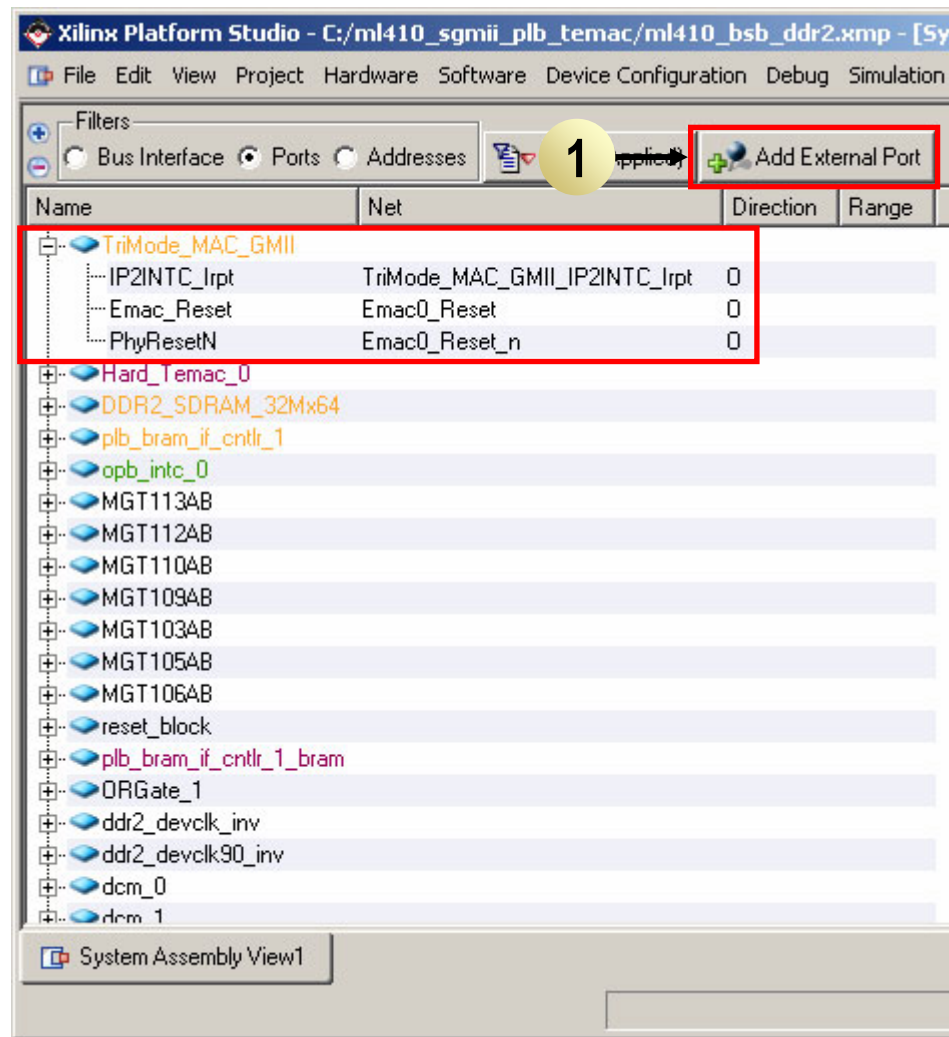 Xilinx Platform Studio - C:/ml410_sgmii_plb_temac/ml410_bsb_ddr2.xmp - [Sy
File Edit View Project Hardware Software Device Configuration Debug Simulation
Filters
Bus Interface Ports Addresses 1 Applied) Add External Port
Name Net Direction Range
TriMode_MAC_GMII
IP2INTC_Irpt TriMode_MAC_GMII_IP2INTC_Irpt O
Emac_Reset Emac0_Reset O
PhyResetN Emac0_Reset_n O
Hard_Temac_0
DDR2_SDRAM_32Mx64
plb_bram_if_cntlr_1
opb_intc_0
MGT113AB
MGT112AB
MGT110AB
MGT109AB
MGT103AB
MGT105AB
MGT106AB
reset_block
plb_bram_if_cntlr_1_bram
ORGate_1
ddr2_devclk_inv
ddr2_devclk90_inv
dcm_0
dcm_1
System Assembly View1